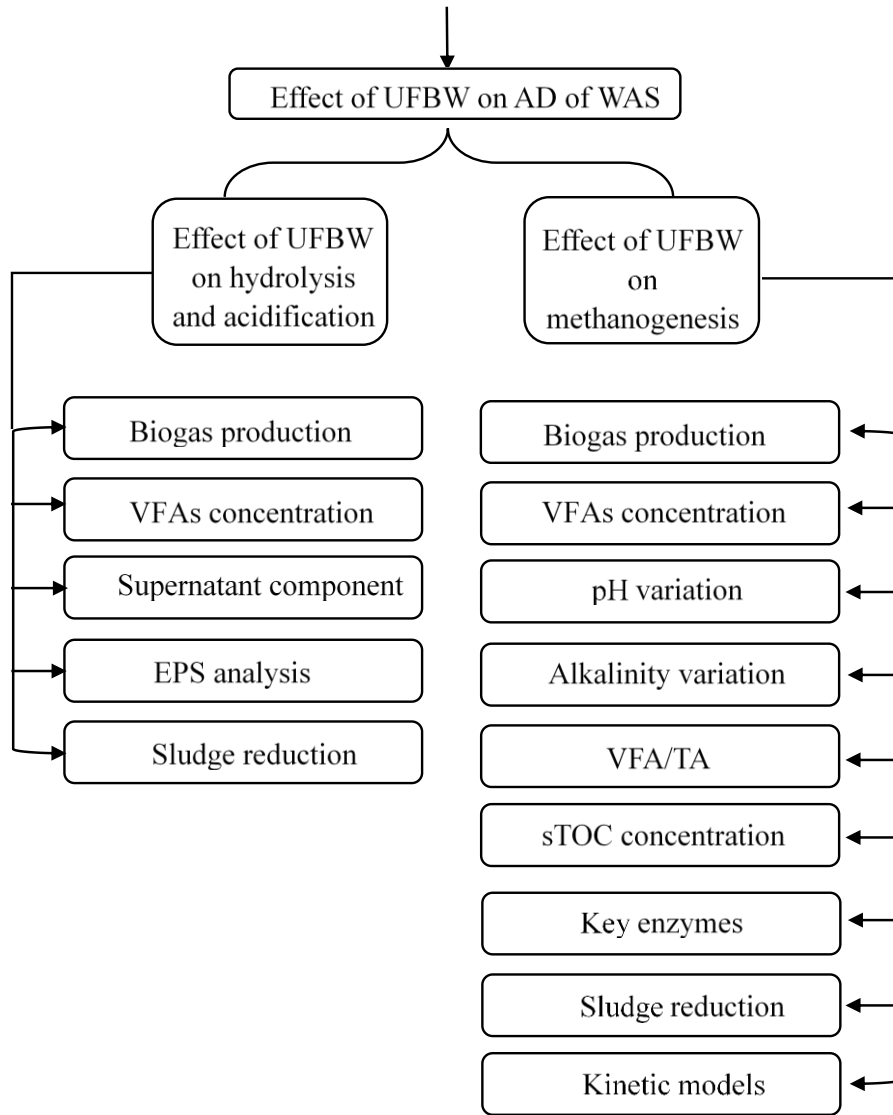 Effect of UFBW on AD of WAS
Effect of UFBW
on hydrolysis
and acidification
Effect of UFBW
on
methanogenesis
Biogas production
VFAs concentration
Supernatant component
EPS analysis
Sludge reduction
Biogas production
VFAs concentration
pH variation
Alkalinity variation
VFA/TA
sTOC concentration
Key enzymes
Sludge reduction
Kinetic models